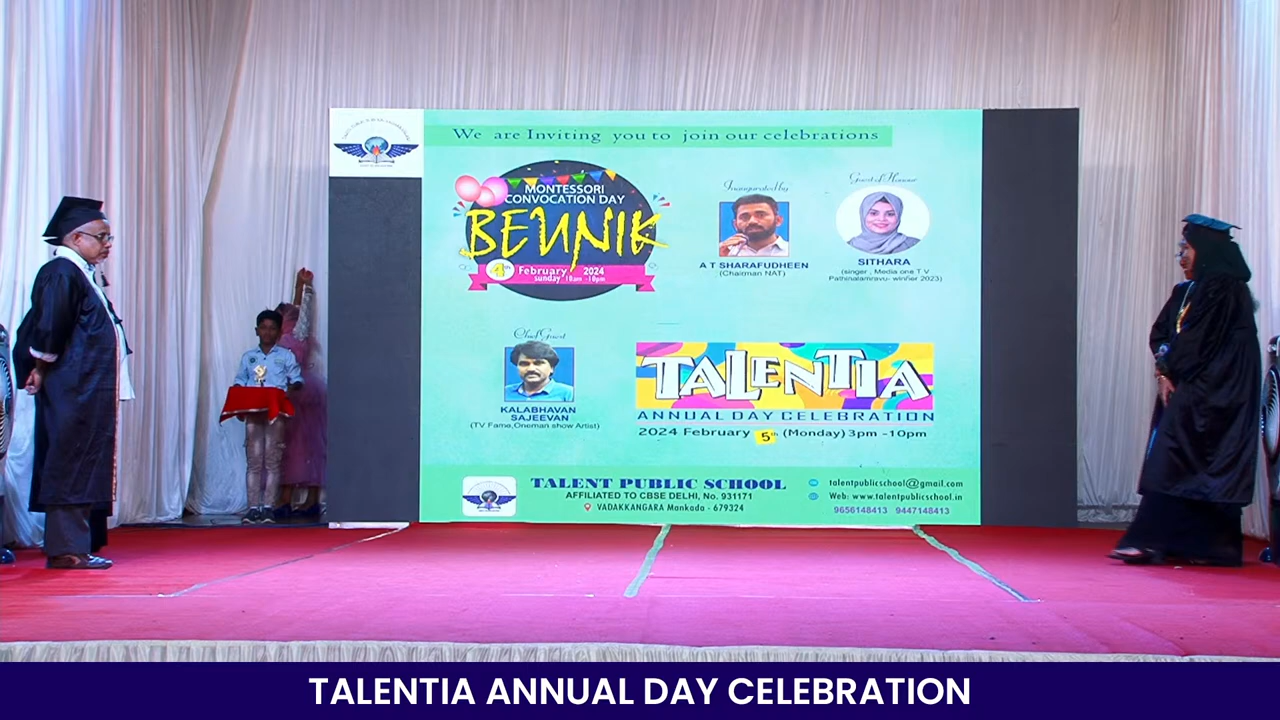 We are Inviting you to join our celebrations
MONTESSORI
CONVOCATION DAY
BEUNIK
4th February 2024
sunday 10am -10pm
Inaugurated by
A T SHARAFUDHEEN
(Chairman NAT)
Guest of Honour
SITHARA
(singer, Media one T V
Pathinalamravu- winner 2023)
Chief Guest
KALABHAVAN
SAJEEVAN
(TV Fame,Oneman show Artist)
TALENTIA
ANNUAL DAY CELEBRATION
2024 February 5th (Monday) 3pm -10pm
TALENT PUBLIC SCHOOL
AFFILIATED TO CBSE DELHI, No. 931171
VADAKKANGARA Mankada - 679324
talentpublicschool@gmail.com
Web: www.talentpublicschool.in
9656148413 9447148413
TALENTIA ANNUAL DAY CELEBRATION